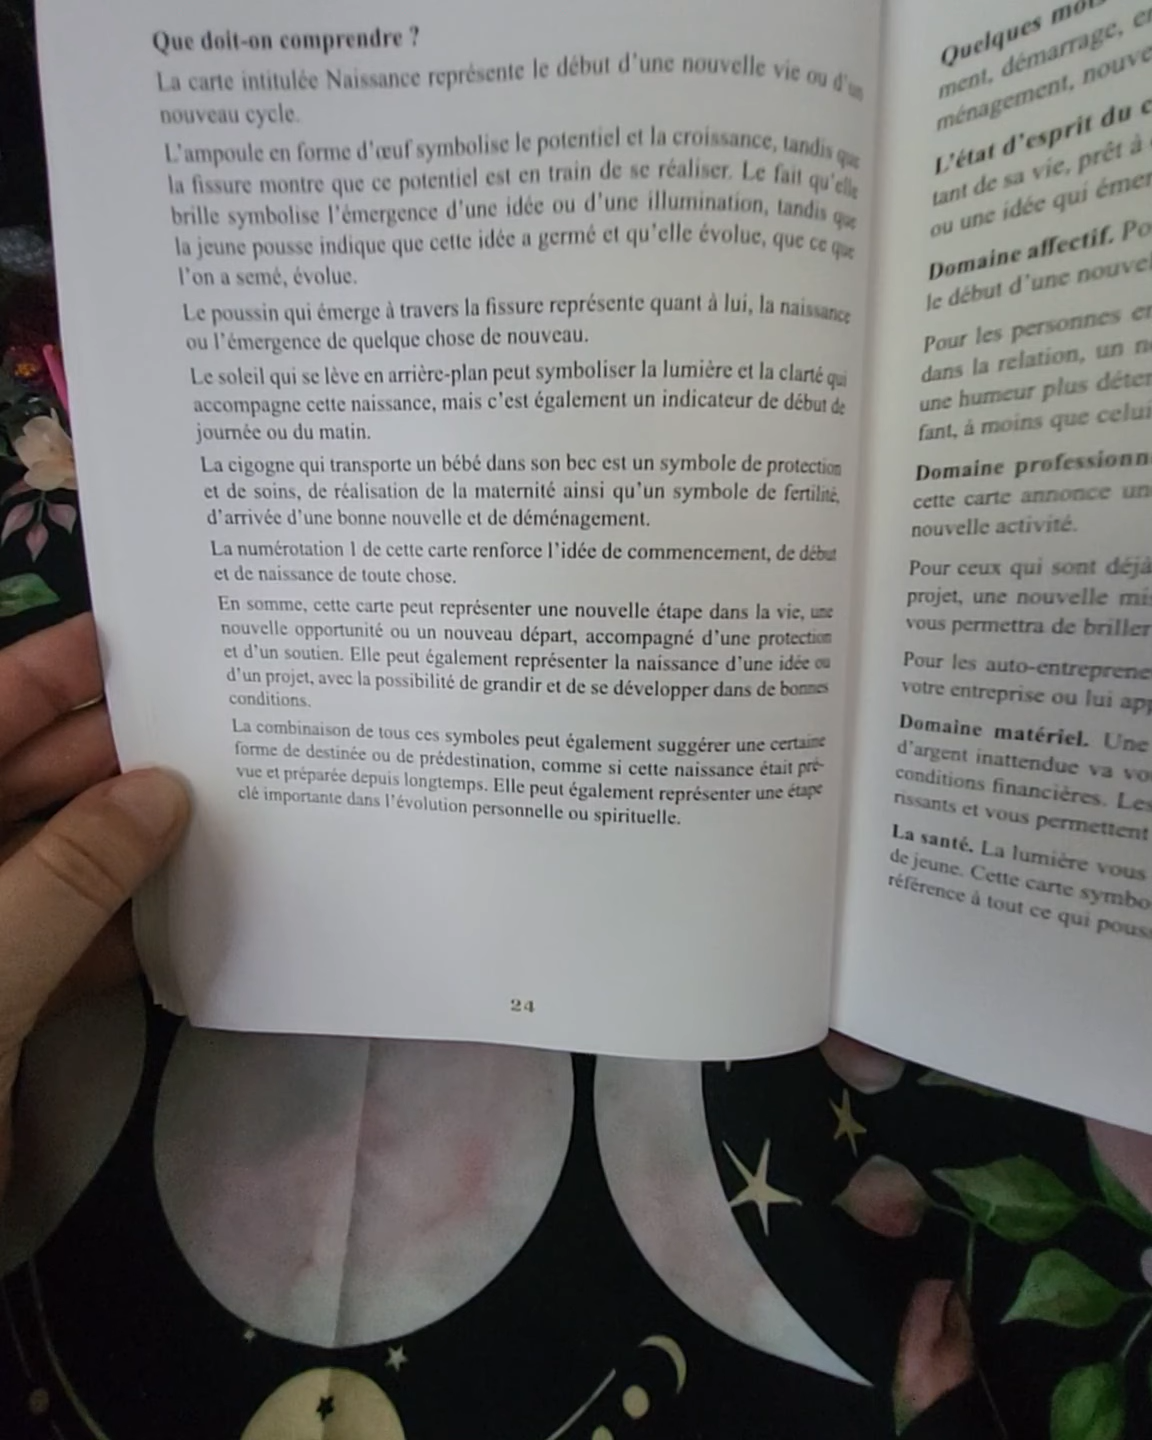 Que doit-on comprendre ?
La carte intitulée Naissance représente le début d'une nouvelle vie ou d'un
nouveau cycle.
L'ampoule en forme d'œuf symbolise le potentiel et la croissance, tandis que
la fissure montre que ce potentiel est en train de se réaliser. Le fait qu'elle
brille symbolise l'émergence d'une idée ou d'une illumination, tandis que
la jeune pousse indique que cette idée a germé et qu'elle évolue, que ce que
l'on a semé, évolue.
Le poussin qui émerge à travers la fissure représente quant à lui, la naissance
ou l'émergence de quelque chose de nouveau.
Le soleil qui se lève en arrière-plan peut symboliser la lumière et la clarté qui
accompagne cette naissance, mais c'est également un indicateur de début de
journée ou du matin.
La cigogne qui transporte un bébé dans son bec est un symbole de protection
et de soins, de réalisation de la maternité ainsi qu'un symbole de fertilité,
d'arrivée d'une bonne nouvelle et de déménagement.
La numérotation 1 de cette carte renforce l'idée de commencement, de début
et de naissance de toute chose.
En somme, cette carte peut représenter une nouvelle étape dans la vie, une
nouvelle opportunité ou un nouveau départ, accompagné d'une protection
et d'un soutien. Elle peut également représenter la naissance d'une idée ou
d'un projet, avec la possibilité de grandir et de se développer dans de bonnes
conditions.
La combinaison de tous ces symboles peut également suggérer une certaine
forme de destinée ou de prédestination, comme si cette naissance était pré-
vue et préparée depuis longtemps. Elle peut également représenter une étape
clé importante dans l'évolution personnelle ou spirituelle.
24
Quelques mots
ment, démarrage,
ménagement,
L'état d'esprit du
tant de sa vie, prêt à
ou une idée qui
Domaine affectif.
le début d'une
Pour les personnes
dans la relation, un
une humeur plus
fant, à moins que celui
Domaine
cette carte annonce
nouvelle activité.
Pour ceux qui sont déjà
projet, une nouvelle
vous permettra de briller
Pour les
votre entreprise ou lui
Domaine matériel. Une
d'argent inattendue va
conditions financières.
rissants et vous permettent
La santé. La lumière vous
de jeune. Cette carte
référence à tout ce qui